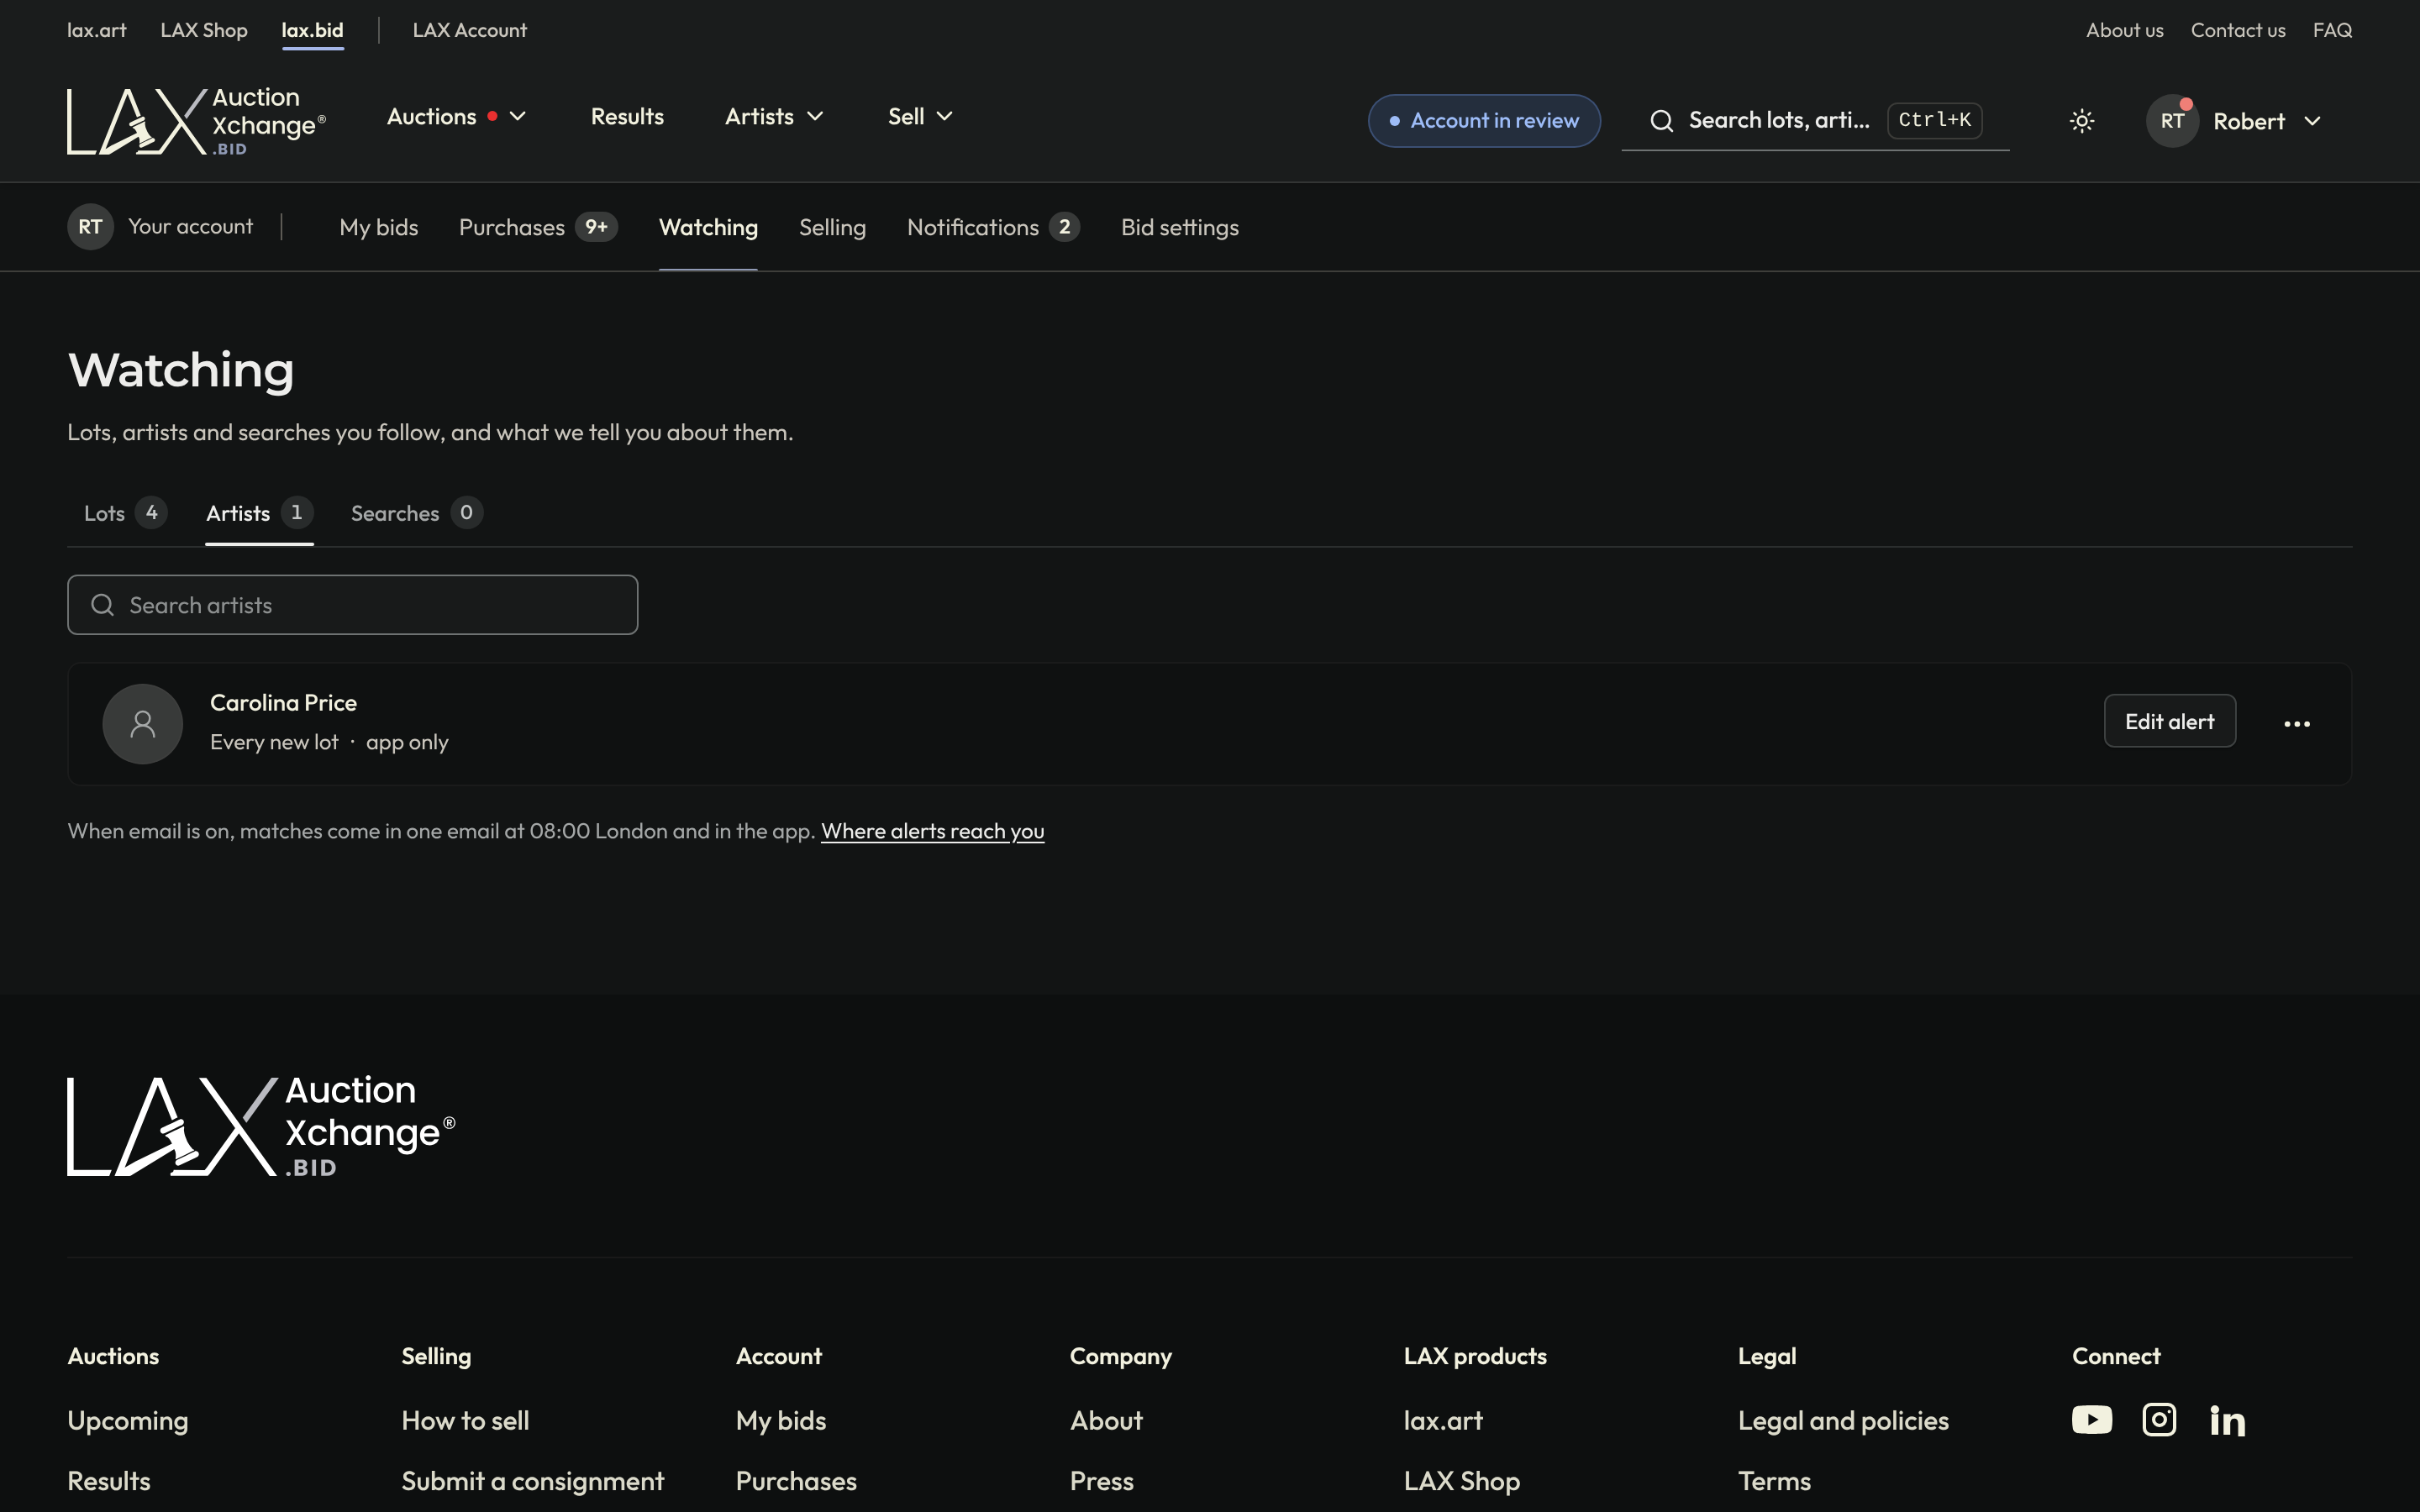 lax.art LAX Shop lax.bid LAX Account About us Contact us FAQ
LAX Auction Xchange® .BID
Auctions Results Artists Sell Account in review Search lots, arti... Ctrl+K RT Robert
RT Your account My bids Purchases 9+ Watching Selling Notifications 2 Bid settings
Watching
Lots, artists and searches you follow, and what we tell you about them.
Lots 4 Artists 1 Searches 0
Search artists
Carolina Price
Every new lot · app only
Edit alert
When email is on, matches come in one email at 08:00 London and in the app. Where alerts reach you
LAX Auction
Xchange®
.BID
Auctions Selling Account Company LAX products Legal Connect
Upcoming How to sell My bids About lax.art Legal and policies
Results Submit a consignment Purchases Press LAX Shop Terms